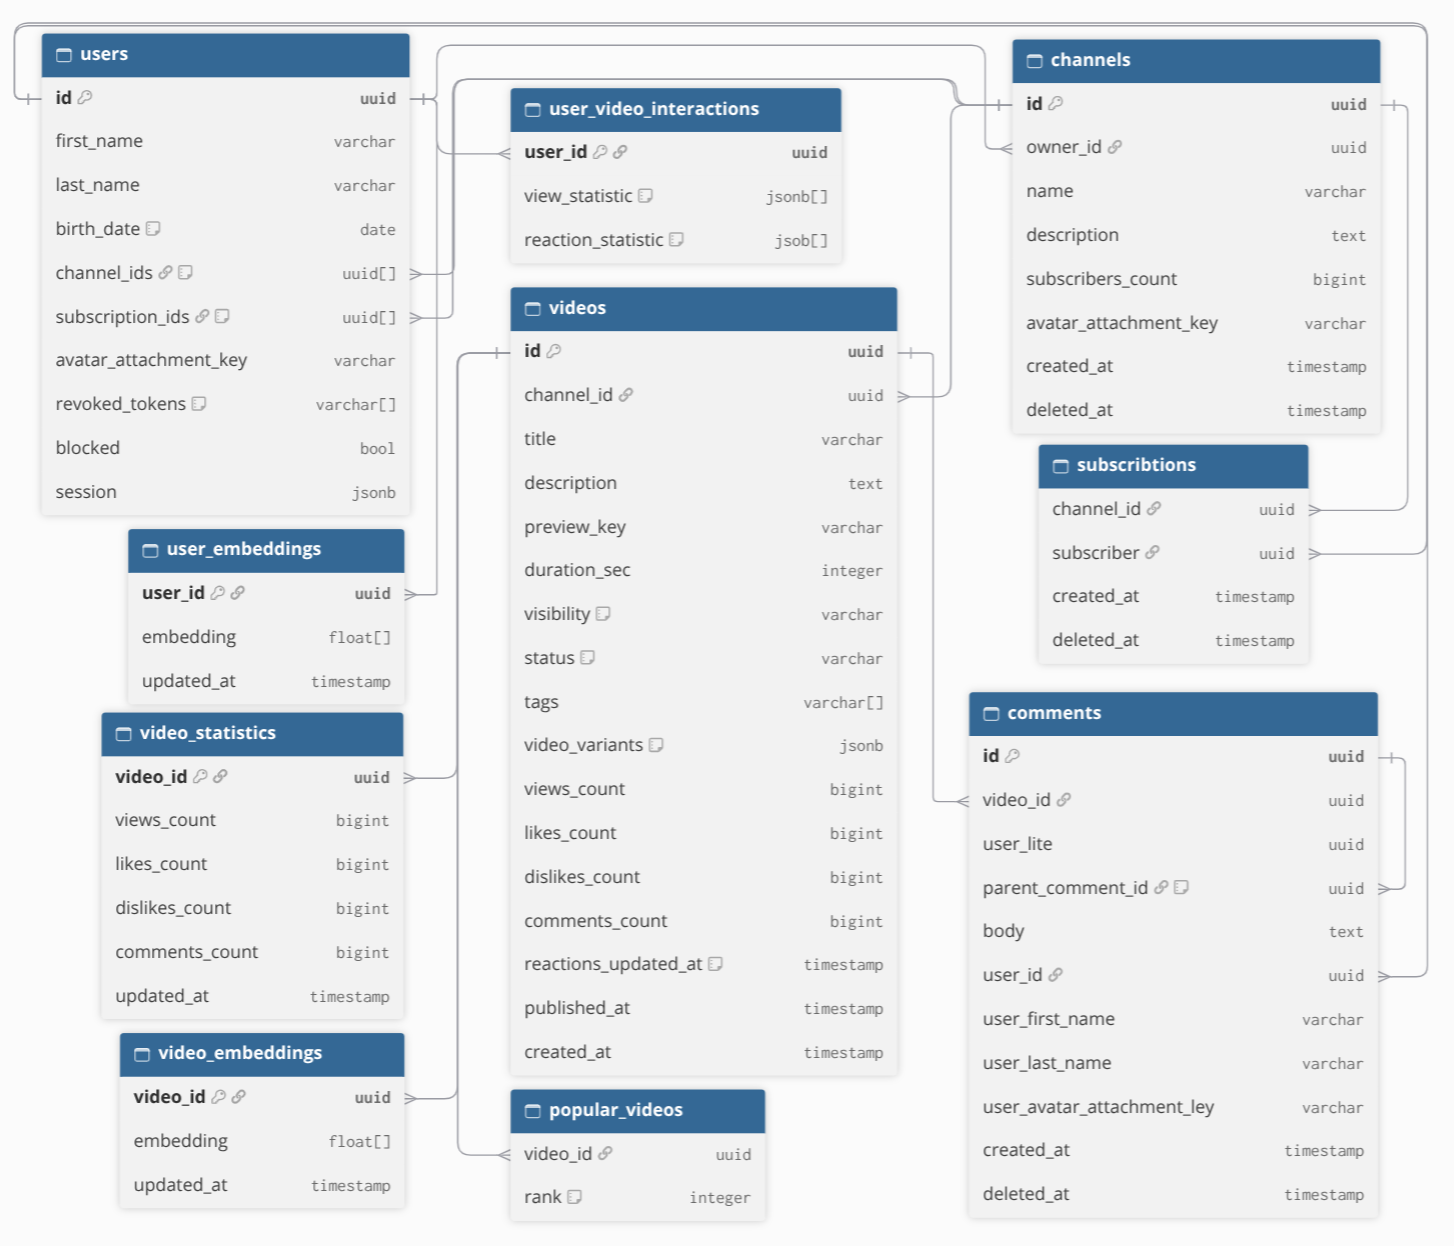 users
id uuid
first_name varchar
last_name varchar
birth_date date
channel_ids uuid[]
subscription_ids uuid[]
avatar_attachment_key varchar
revoked_tokens varchar[]
blocked bool
session jsonb
user_video_interactions
user_id uuid
view_statistic jsonb[]
reaction_statistic jsob[]
channels
id uuid
owner_id uuid
name varchar
description text
subscribers_count bigint
avatar_attachment_key varchar
created_at timestamp
deleted_at timestamp
videos
id uuid
channel_id uuid
title varchar
description text
preview_key varchar
duration_sec integer
visibility varchar
status varchar
tags varchar[]
video_variants jsonb
views_count bigint
likes_count bigint
dislikes_count bigint
comments_count bigint
reactions_updated_at timestamp
published_at timestamp
created_at timestamp
subscribtions
channel_id uuid
subscriber uuid
created_at timestamp
deleted_at timestamp
user_embeddings
user_id uuid
embedding float[]
updated_at timestamp
video_statistics
video_id uuid
views_count bigint
likes_count bigint
dislikes_count bigint
comments_count bigint
updated_at timestamp
comments
id uuid
video_id uuid
user_lite uuid
parent_comment_id uuid
body text
user_id uuid
user_first_name varchar
user_last_name varchar
user_avatar_attachment_ley varchar
created_at timestamp
deleted_at timestamp
video_embeddings
video_id uuid
embedding float[]
updated_at timestamp
popular_videos
video_id uuid
rank integer